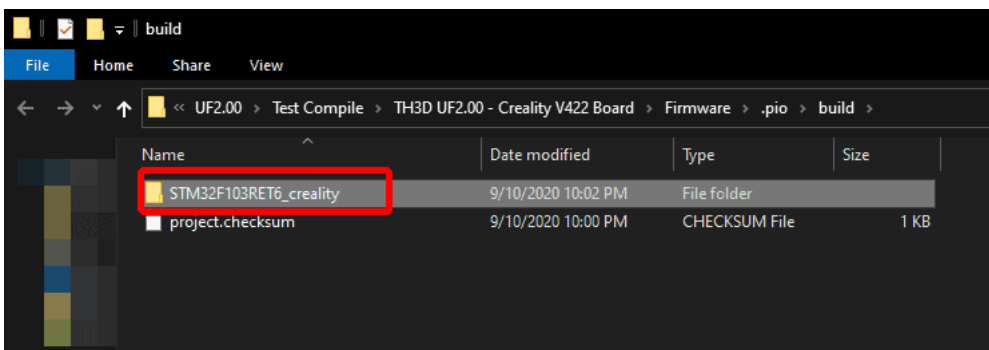 build
File Home Share View
« UF2.00 > Test Compile > TH3D UF2.00 - Creality V422 Board > Firmware > .pio > build >
Name Date modified Type Size
STM32F103RET6_creality 9/10/2020 10:02 PM File folder
project.checksum 9/10/2020 10:00 PM CHECKSUM File 1 KB